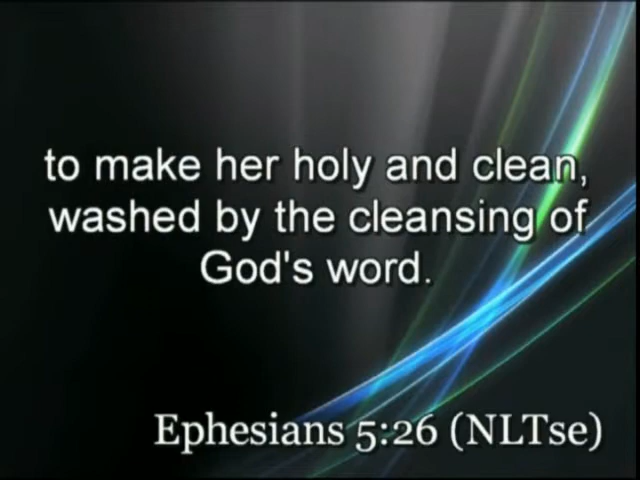 to make her holy and clean,
washed by the cleansing of
God's word.
Ephesians 5:26 (NLTse)